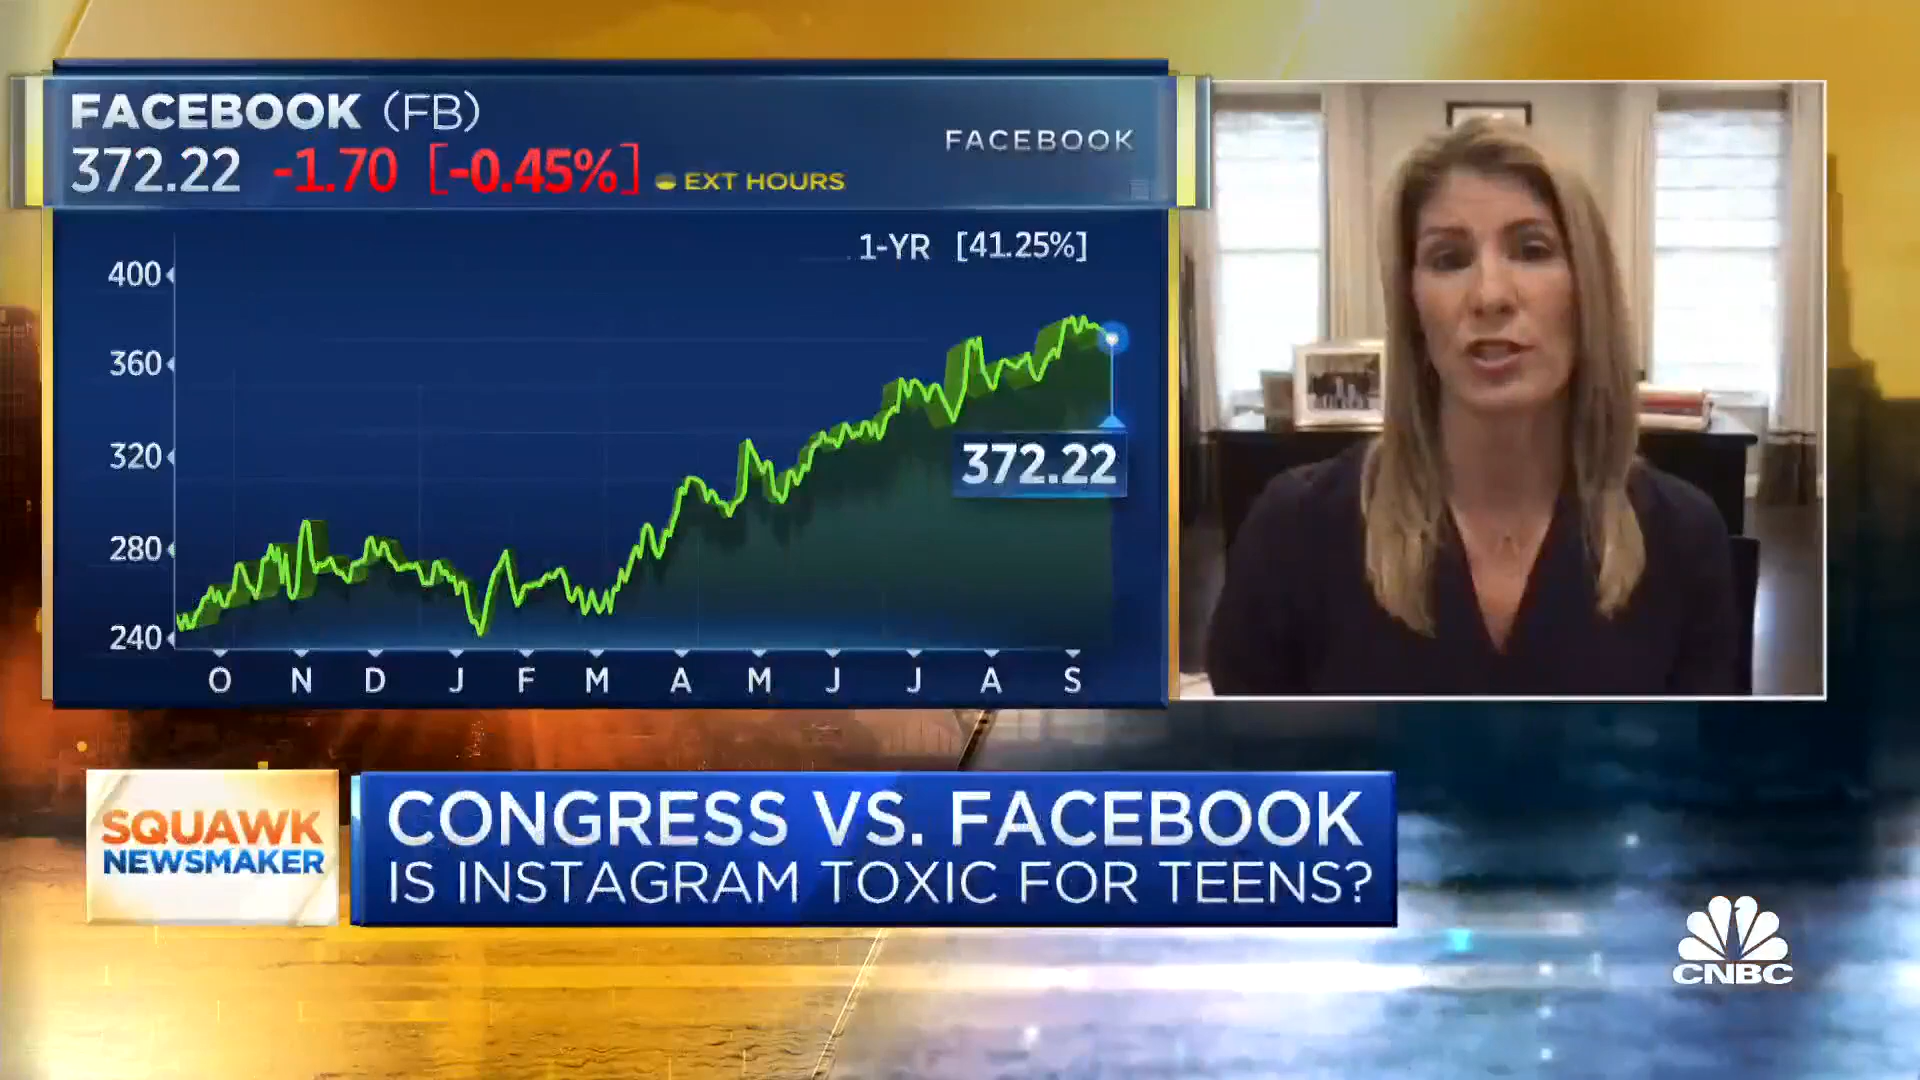 FACEBOOK (FB)
372.22 -1.70 [-0.45%] EXT HOURS
FACEBOOK
1-YR [41.25%]
400
360
320
280
240
372.22
O N D J F M A M J J A S
SQUAWK
NEWSMAKER
CONGRESS VS. FACEBOOK
IS INSTAGRAM TOXIC FOR TEENS?
CNBC